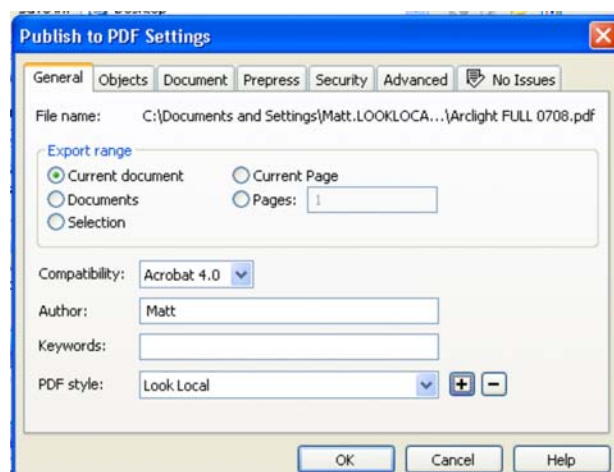 Publish to PDF Settings
General Objects Document Prepress Security Advanced No Issues
File name: C:\Documents and Settings\Matt.LOOKLOCA...\Arclight FULL 0708.pdf
Export range
Current document Current Page
Documents Pages: 1
Selection
Compatibility: Acrobat 4.0
Author: Matt
Keywords:
PDF style: Look Local
OK Cancel Help